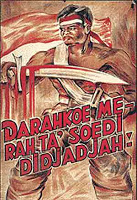 DARAHKOE ME-
RAH TA' SOEDI
DIDJADJAH!